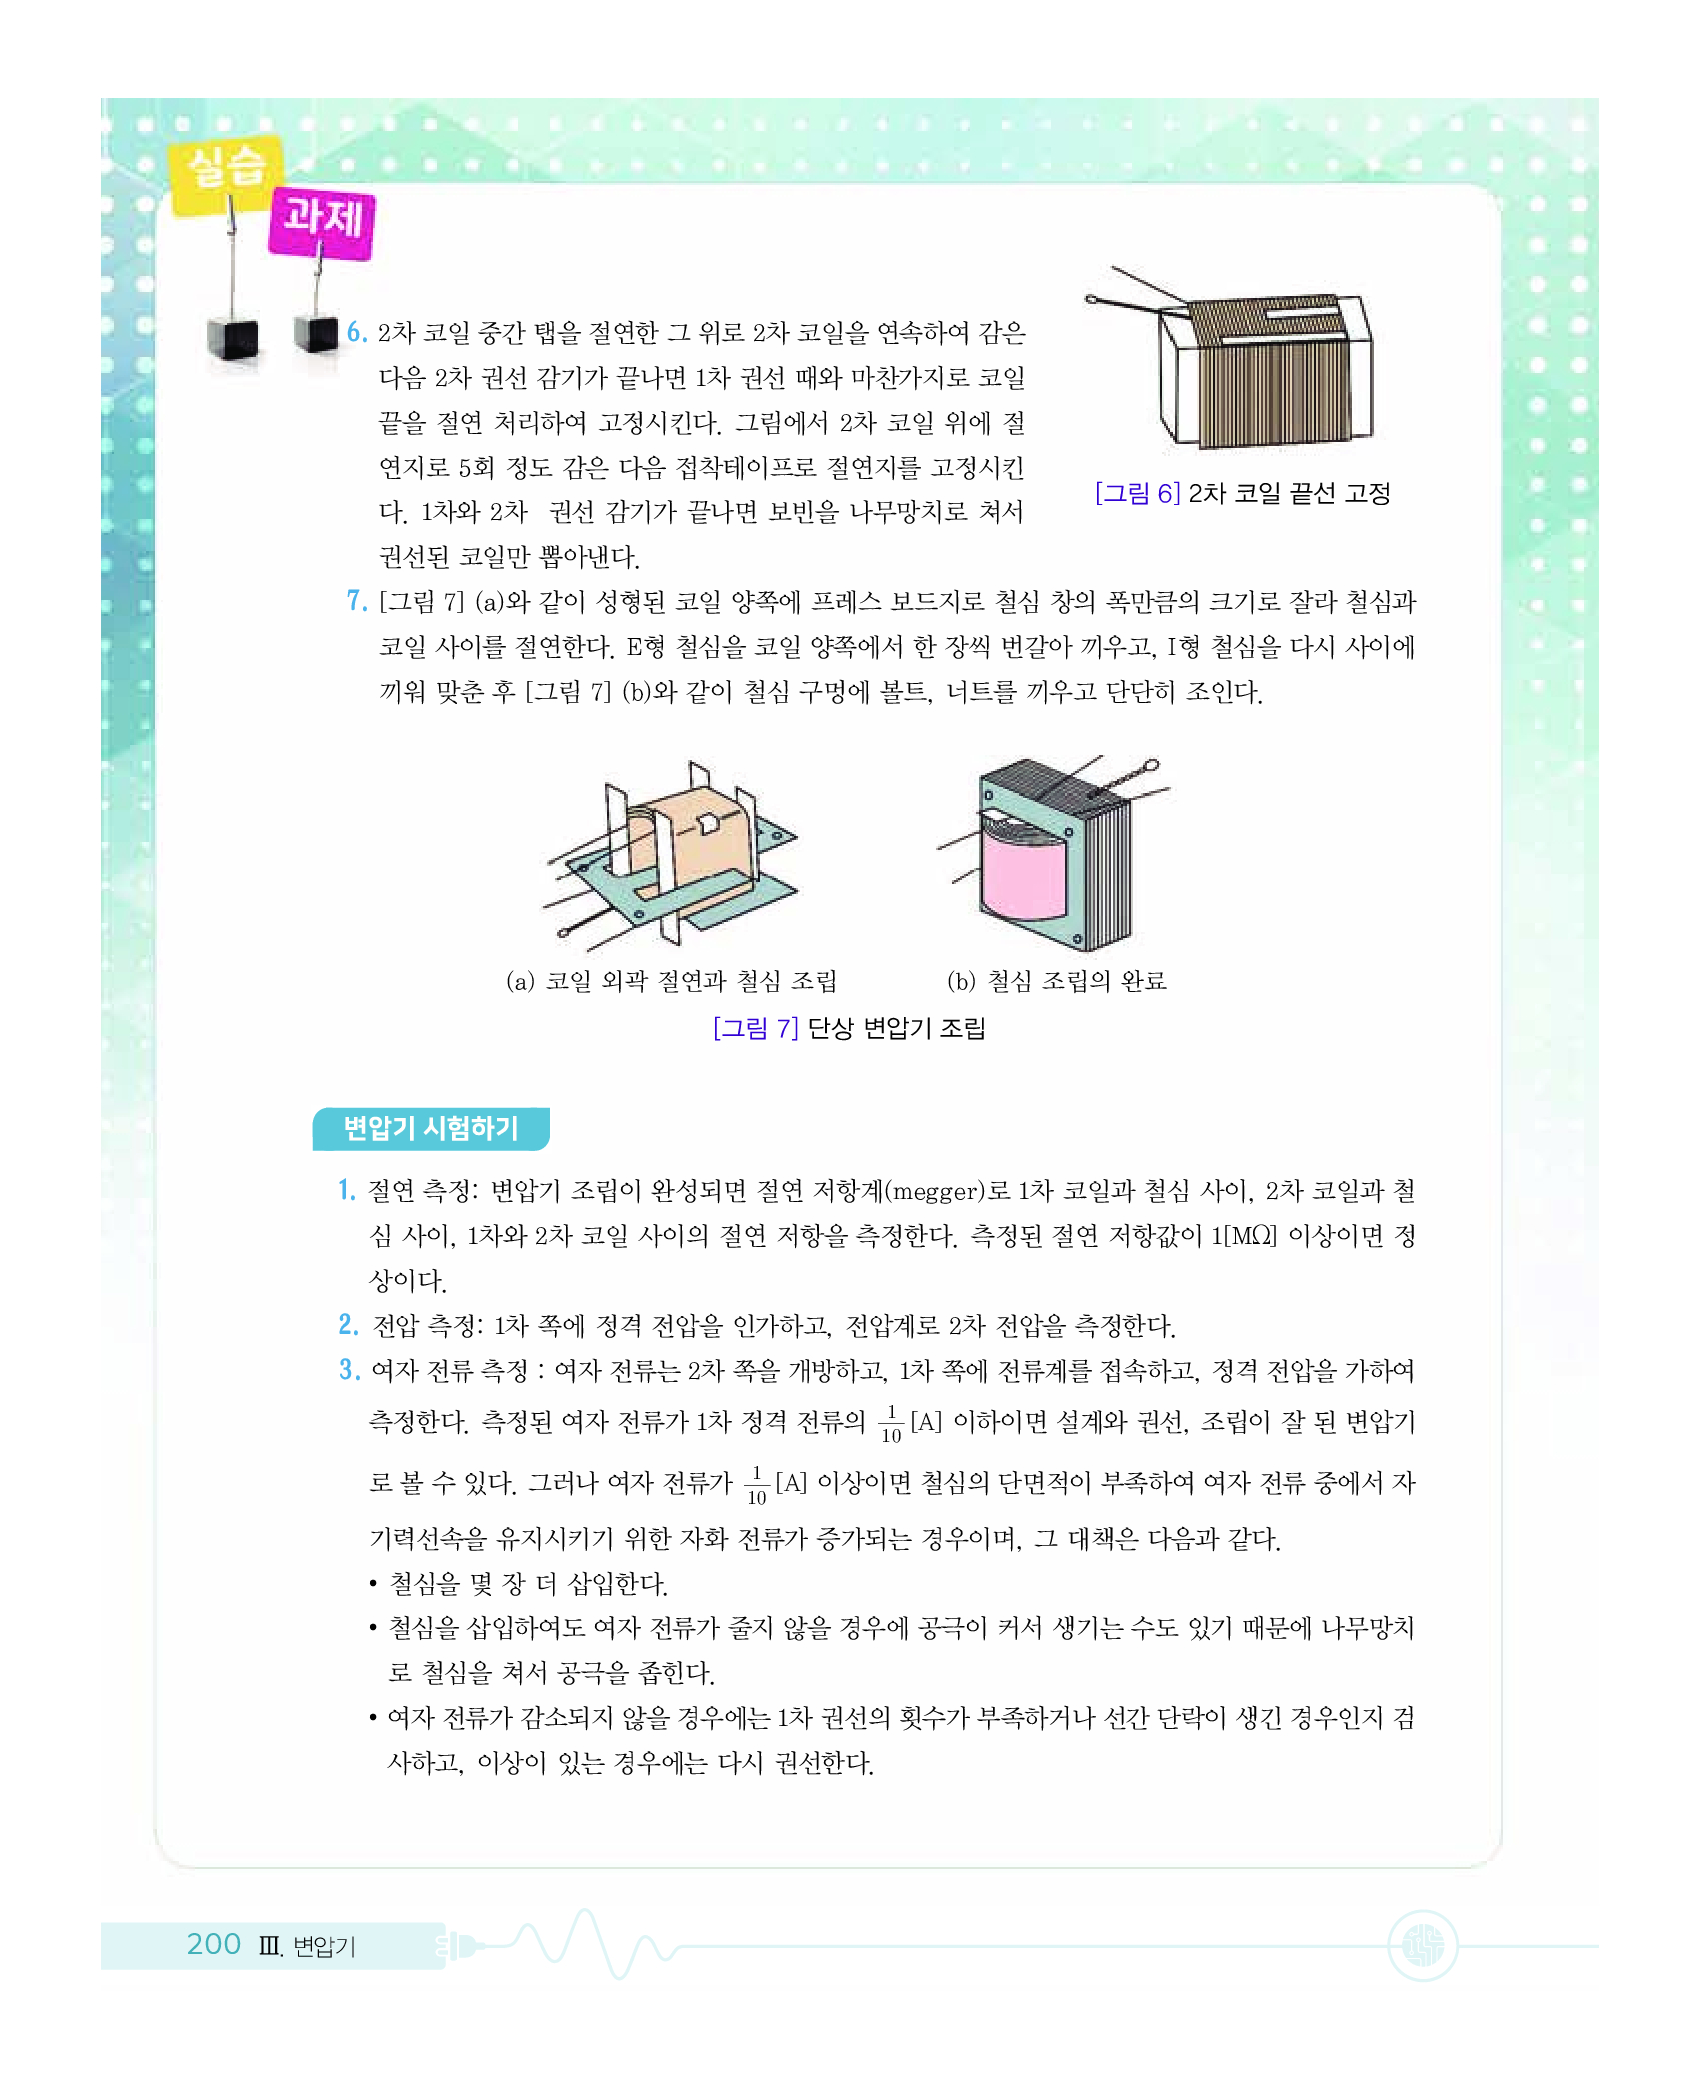 실습
과제
6. 2차 코일 중간 탭을 절연한 그 위로 2차 코일을 연속하여 감은
다음 2차 권선 감기가 끝나면 1차 권선 때와 마찬가지로 코일
끝을 절연 처리하여 고정시킨다. 그림에서 2차 코일 위에 절
연지로 5회 정도 감은 다음 접착테이프로 절연지를 고정시킨
다. 1차와 2차 권선 감기가 끝나면 보빈을 나무망치로 쳐서
권선된 코일만 뽑아낸다.
[그림 6] 2차 코일 끝선 고정
7. [그림 7] (a)와 같이 성형된 코일 양쪽에 프레스 보드지로 철심 창의 폭만큼의 크기로 잘라 철심과
코일 사이를 절연한다. E형 철심을 코일 양쪽에서 한 장씩 번갈아 끼우고, I형 철심을 다시 사이에
끼워 맞춘 후 [그림 7] (b)와 같이 철심 구멍에 볼트, 너트를 끼우고 단단히 조인다.
(a) 코일 외곽 절연과 철심 조립
(b) 철심 조립의 완료
[그림 7] 단상 변압기 조립
변압기 시험하기
1. 절연 측정: 변압기 조립이 완성되면 절연 저항계(megger)로 1차 코일과 철심 사이, 2차 코일과 철
심 사이, 1차와 2차 코일 사이의 절연 저항을 측정한다. 측정된 절연 저항값이 1[MΩ] 이상이면 정
상이다.
2. 전압 측정: 1차 쪽에 정격 전압을 인가하고, 전압계로 2차 전압을 측정한다.
3. 여자 전류 측정 : 여자 전류는 2차 쪽을 개방하고, 1차 쪽에 전류계를 접속하고, 정격 전압을 가하여
측정한다. 측정된 여자 전류가 1차 정격 전류의 1/10 [A] 이하이면 설계와 권선, 조립이 잘 된 변압기
로 볼 수 있다. 그러나 여자 전류가 1/10 [A] 이상이면 철심의 단면적이 부족하여 여자 전류 중에서 자
기력선속을 유지시키기 위한 자화 전류가 증가되는 경우이며, 그 대책은 다음과 같다.
• 철심을 몇 장 더 삽입한다.
• 철심을 삽입하여도 여자 전류가 줄지 않을 경우에 공극이 커서 생기는 수도 있기 때문에 나무망치
로 철심을 쳐서 공극을 좁힌다.
• 여자 전류가 감소되지 않을 경우에는 1차 권선의 횟수가 부족하거나 선간 단락이 생긴 경우인지 검
사하고, 이상이 있는 경우에는 다시 권선한다.
200 Ⅲ. 변압기